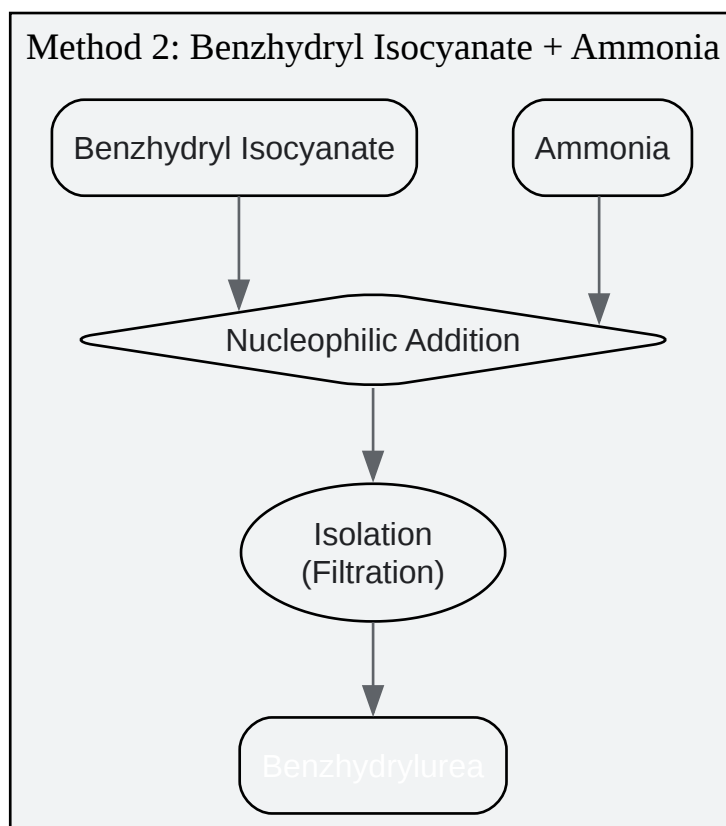 Method 2: Benzhydryl Isocyanate + Ammonia
Benzhydryl Isocyanate
Ammonia
Nucleophilic Addition
Isolation
(Filtration)
Benzhydrylurea